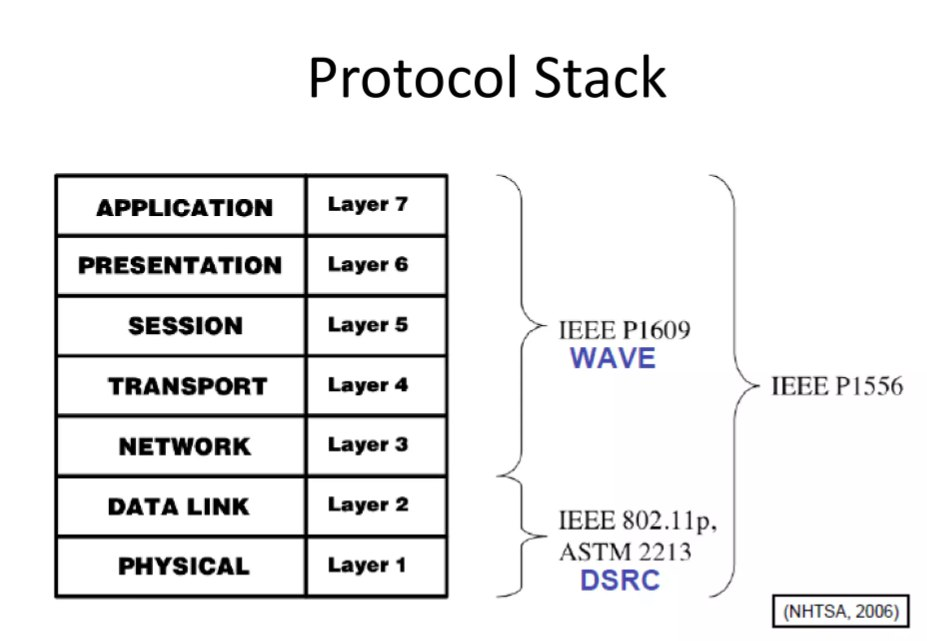 Protocol Stack
APPLICATION Layer 7
PRESENTATION Layer 6
SESSION Layer 5
TRANSPORT Layer 4
NETWORK Layer 3
DATA LINK Layer 2
PHYSICAL Layer 1
IEEE P1609
WAVE
IEEE 802.11p,
ASTM 2213
DSRC
IEEE P1556
(NHTSA, 2006)